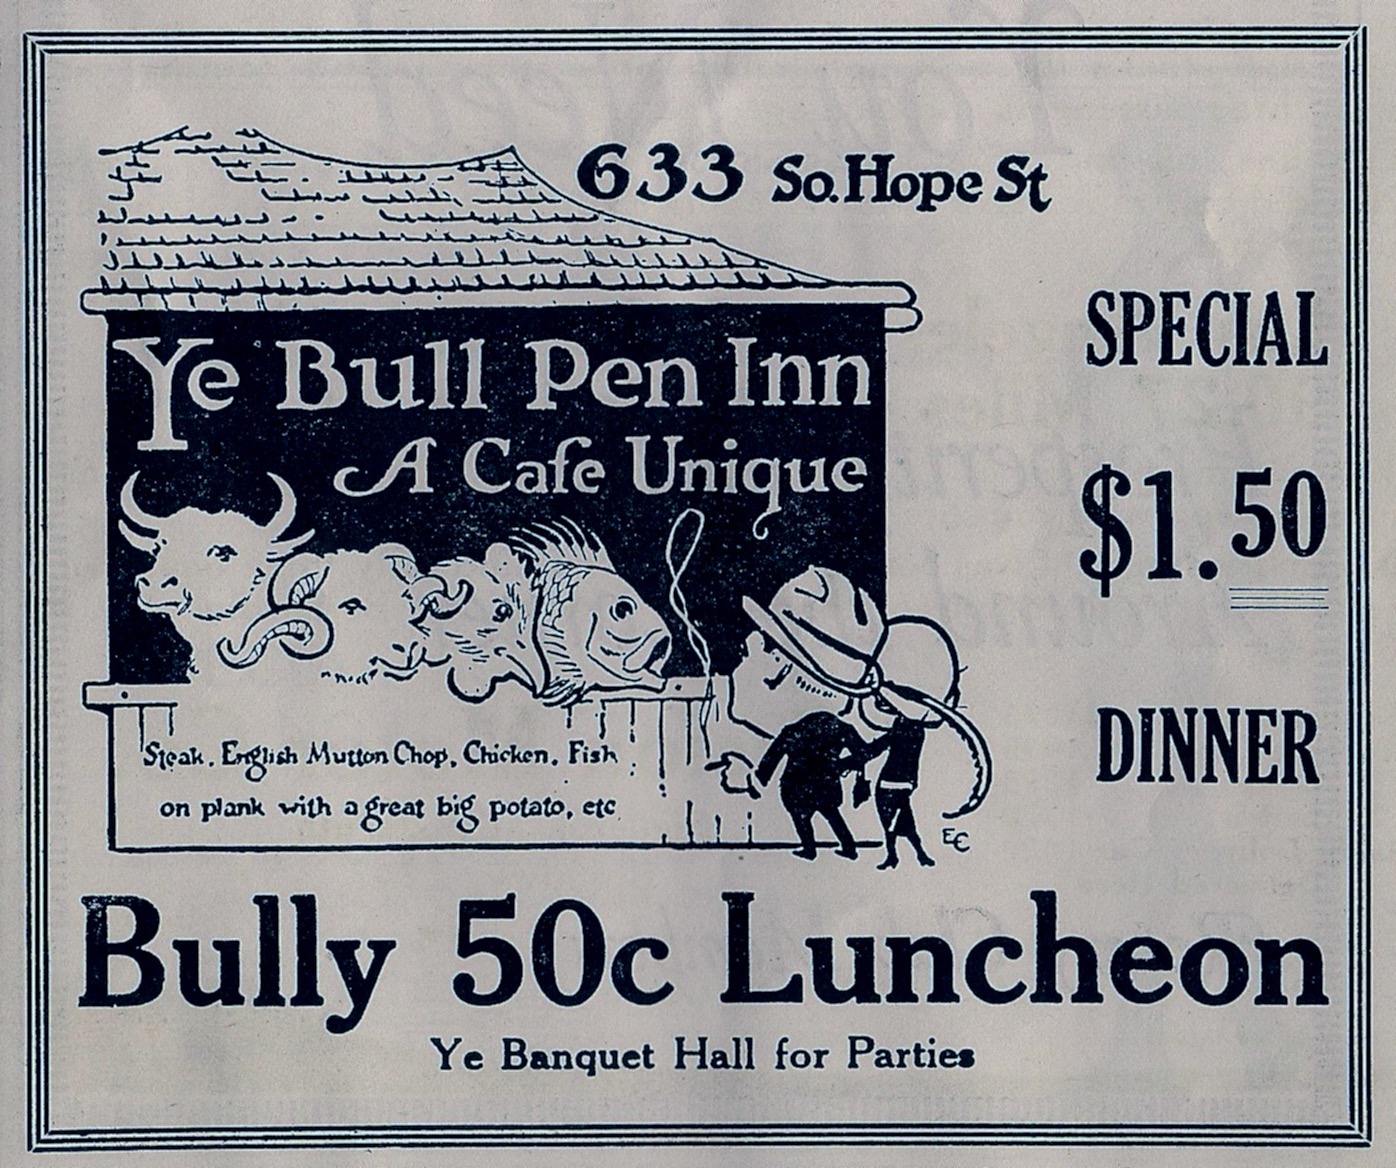 633 So. Hope St
Ye Bull Pen Inn
A Cafe Unique
SPECIAL
$1.50
DINNER
Steak, English Mutton Chop, Chicken, Fish
on plank with a great big potato, etc
EC
Bully 50c Luncheon
Ye Banquet Hall for Parties